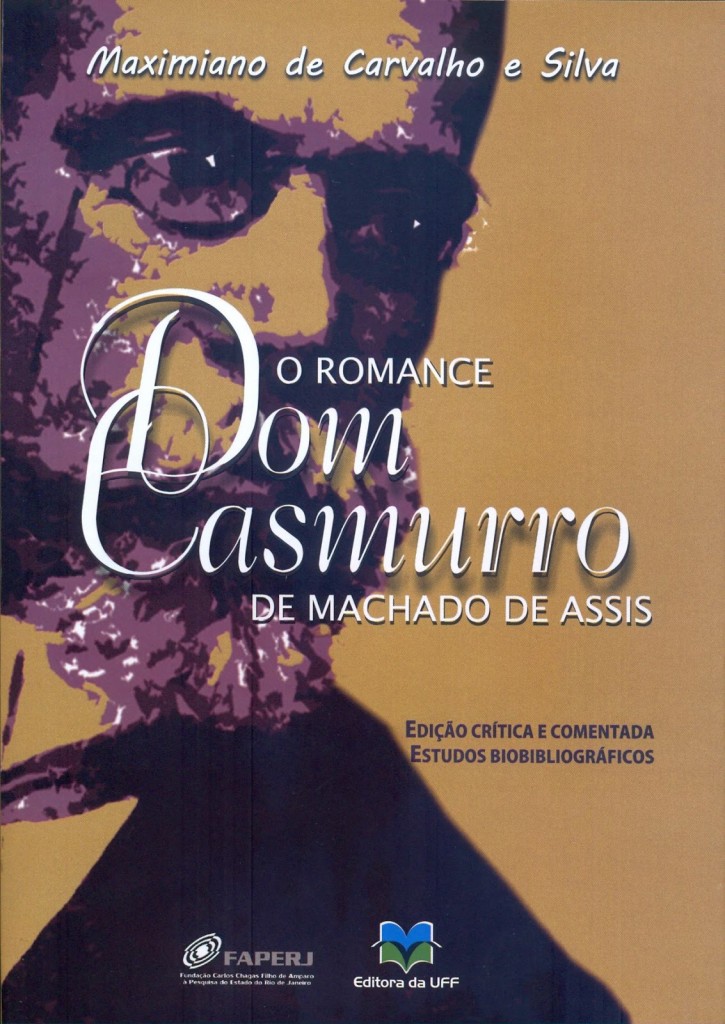 Maximiano de Carvalho e Silva
O ROMANCE
Dom
Casmurro
DE MACHADO DE ASSIS
EDIÇÃO CRÍTICA E COMENTADA
ESTUDOS BIOBIBLIOGRÁFICOS
FAPERJ
Fundação Carlos Chagas Filho de Amparo
à Pesquisa do Estado do Rio de Janeiro
Editora da UFF